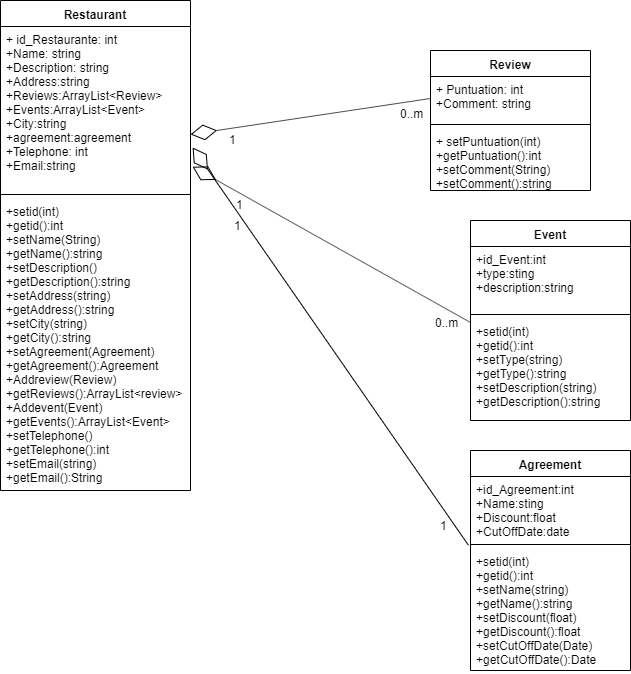 Restaurant
+ id_Restaurante: int
+Name: string
+Description: string
+Address:string
+Reviews:ArrayList<Review>
+Events:ArrayList<Event>
+City:string
+agreement:agreement
+Telephone: int
+Email:string
+setid(int)
+getid():int
+setName(String)
+getName():string
+setDescription()
+getDescription():string
+setAddress(string)
+getAddress():string
+setCity(string)
+getCity():string
+setAgreement(Agreement)
+getAgreement():Agreement
+Addreview(Review)
+getReviews():ArrayList<review>
+Addevent(Event)
+getEvents():ArrayList<Event>
+setTelephone()
+getTelephone():int
+setEmail(string)
+getEmail():String
1
0..m
1
0..m
1
1
Review
+ Puntuation: int
+Comment: string
+ setPuntuation(int)
+getPuntuation():int
+setComment(String)
+setComment():string
Event
+id_Event:int
+type:sting
+description:string
+setid(int)
+getid():int
+setType(string)
+getType():string
+setDescription(string)
+getDescription():string
Agreement
+id_Agreement:int
+Name:sting
+Discount:float
+CutOffDate:date
+setid(int)
+getid():int
+setName(string)
+getName():string
+setDiscount(float)
+getDiscount():float
+setCutOffDate(Date)
+getCutOffDate():Date